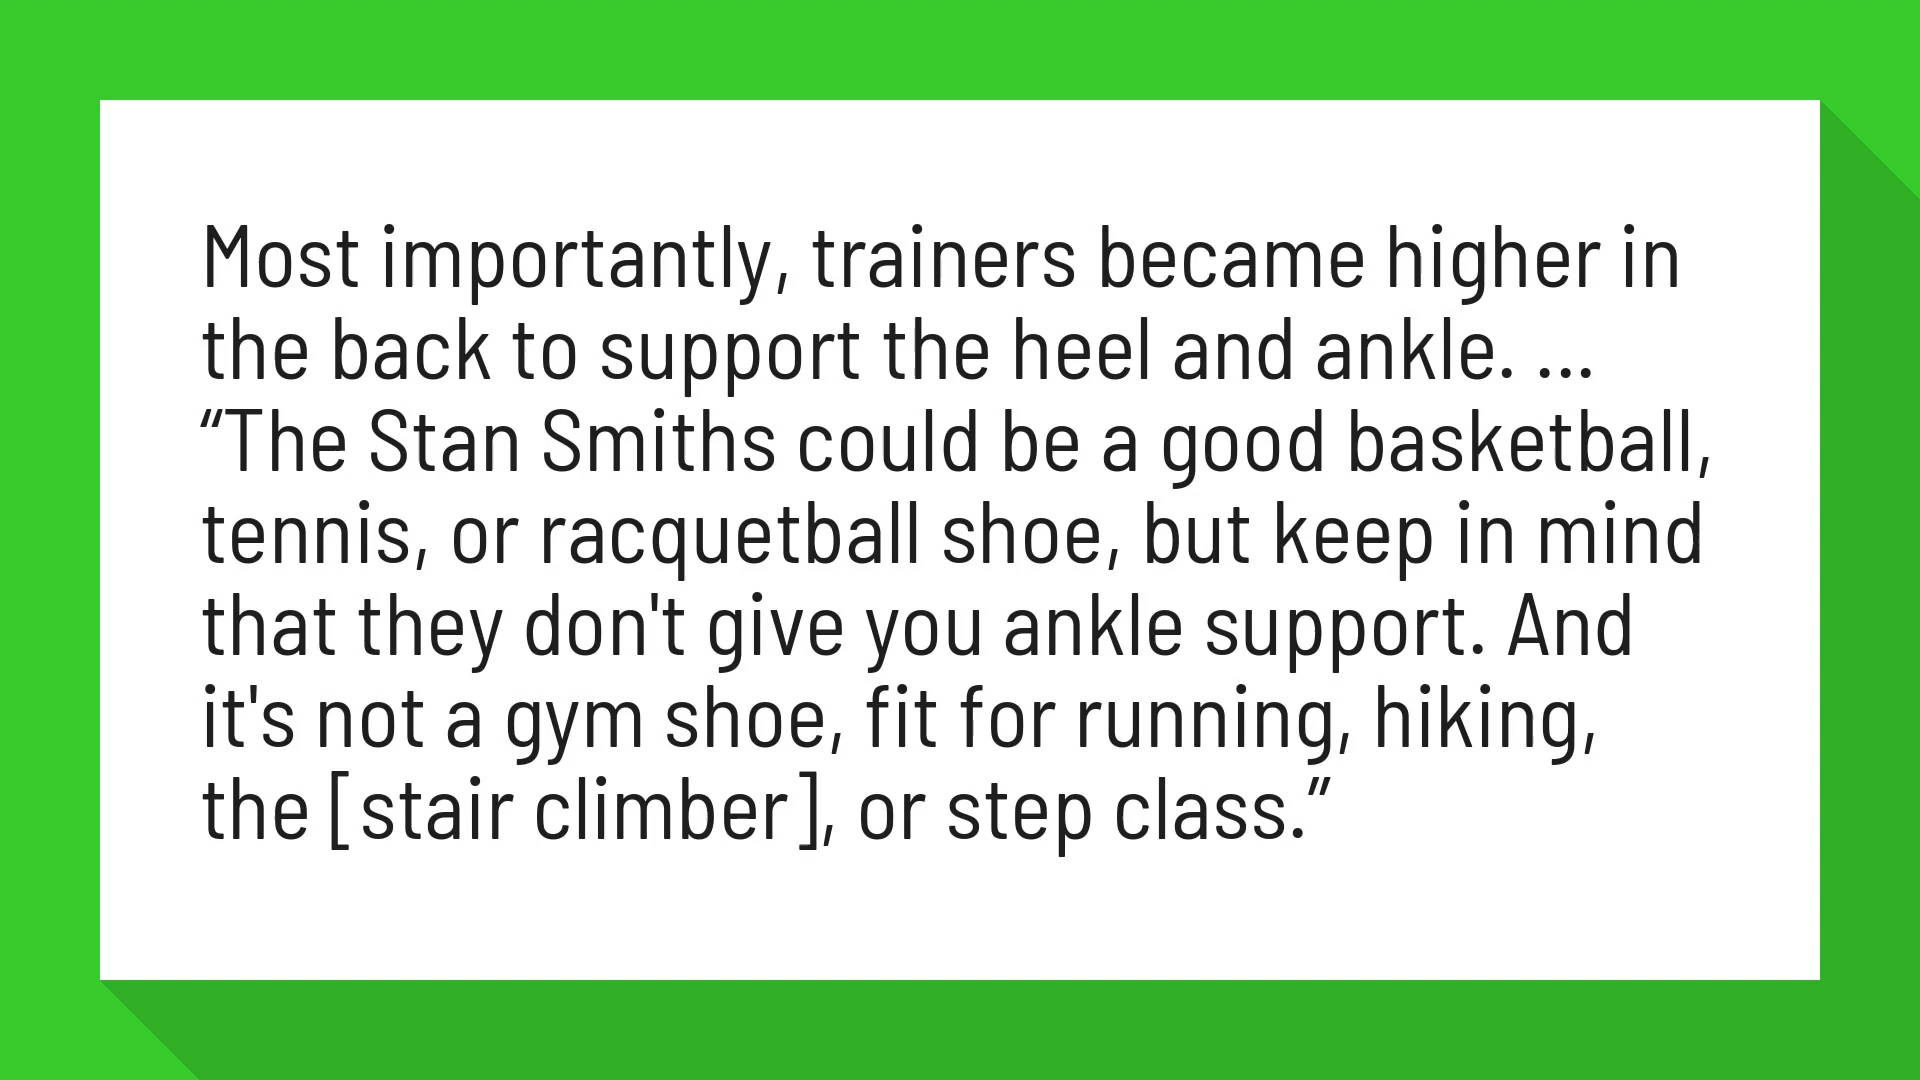 Most importantly, trainers became higher in
the back to support the heel and ankle. ...
“The Stan Smiths could be a good basketball,
tennis, or racquetball shoe, but keep in mind
that they don't give you ankle support. And
it's not a gym shoe, fit for running, hiking,
the [stair climber], or step class.”